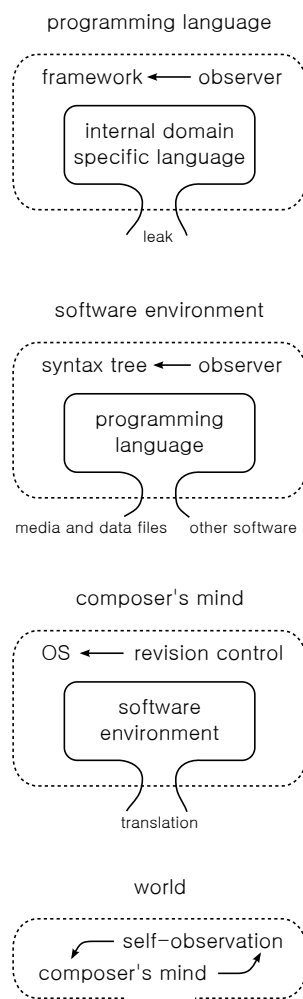 programming language
framework observer
internal domain
specific language
leak
software environment
syntax tree observer
programming
language
media and data files other software
composer's mind
OS revision control
software
environment
translation
world
self-observation
composer's mind